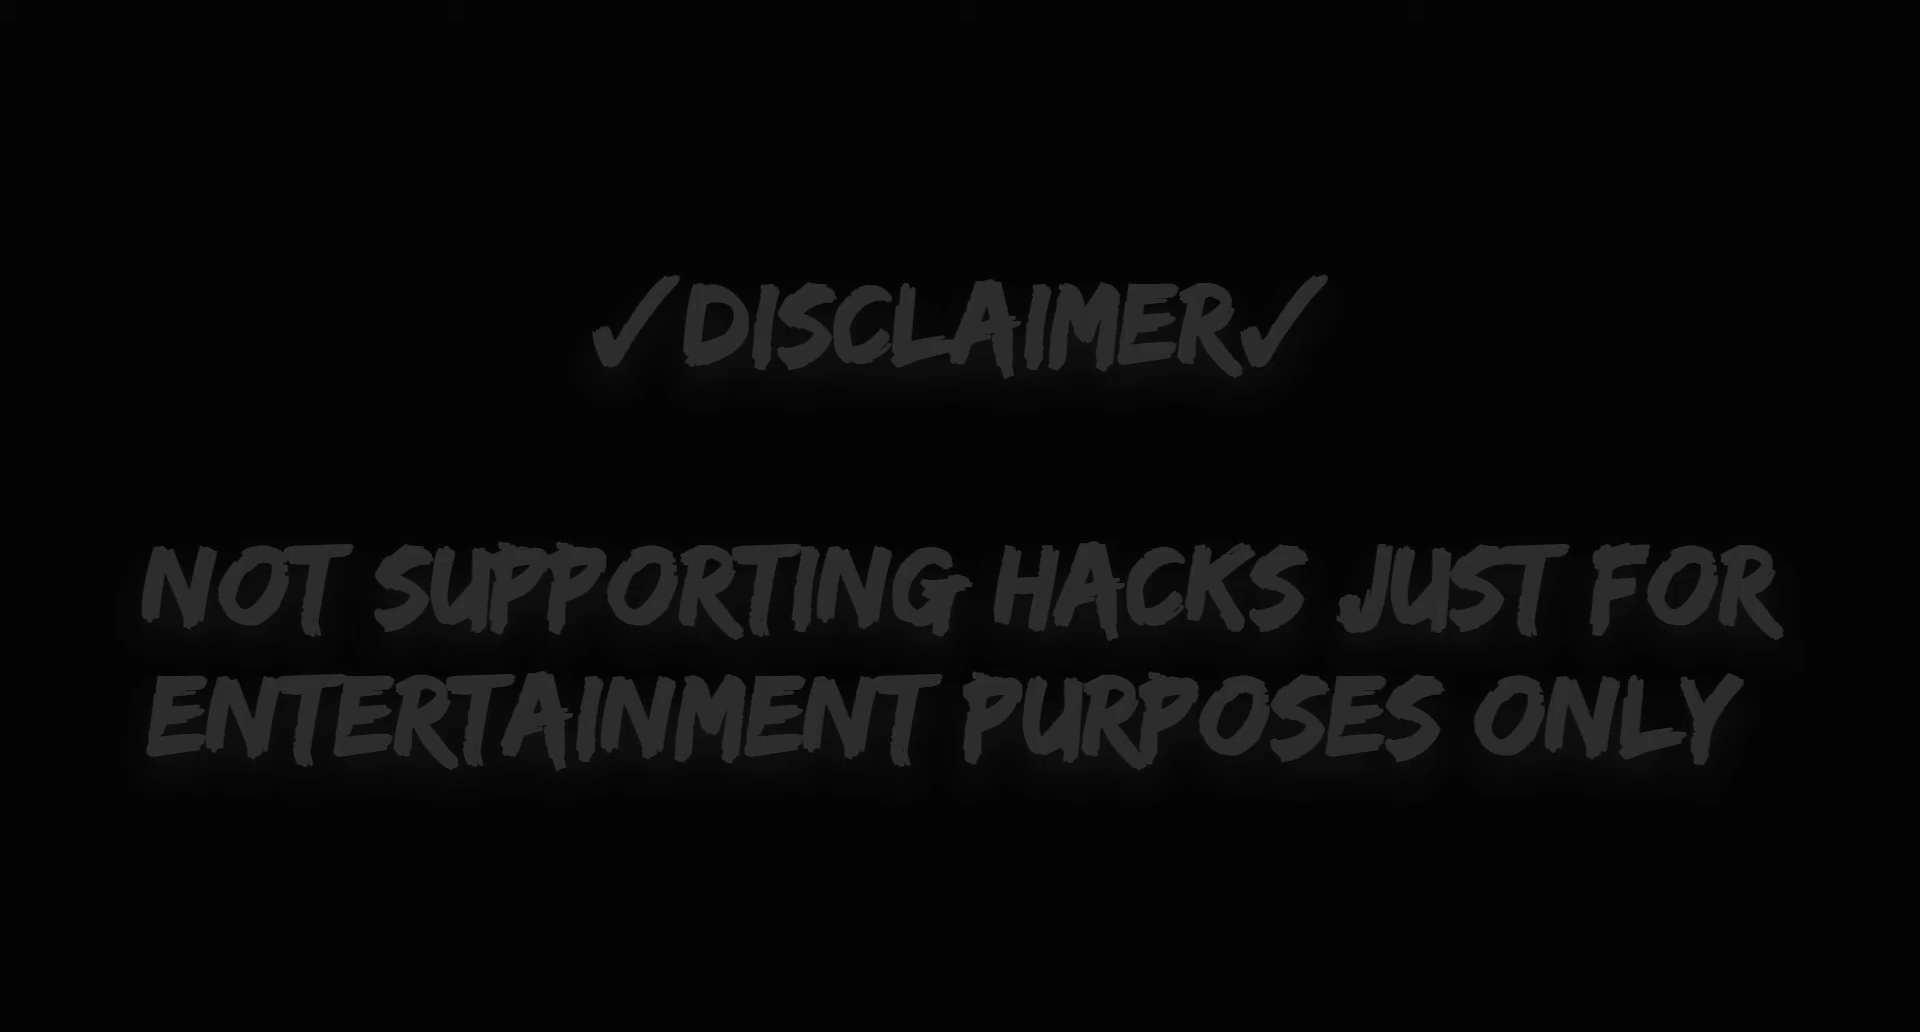 ✓DISCLAIMER✓
NOT SUPPORTING HACKS JUST FOR
ENTERTAINMENT PURPOSES ONLY